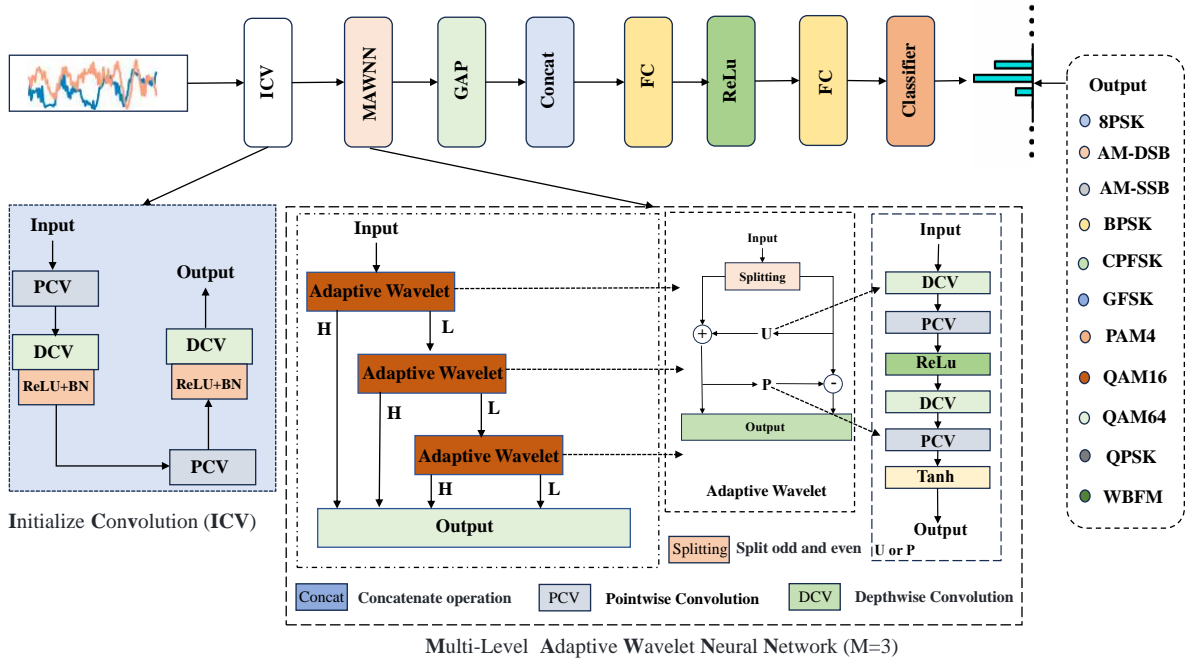 ICV
MAWNN
GAP
Concat
FC
ReLu
FC
Classifier
Output
8PSK
AM-DSB
AM-SSB
BPSK
CPFSK
GFSK
PAM4
QAM16
QAM64
QPSK
WBFM
Input
PCV
DCV
ReLU+BN
Output
DCV
ReLU+BN
PCV
Initialize Convolution (ICV)
Input
Adaptive Wavelet
H
L
Adaptive Wavelet
H
L
Adaptive Wavelet
H
L
Output
Input
Splitting
+
U
P
-
Output
Adaptive Wavelet
Input
DCV
PCV
ReLu
DCV
PCV
Tanh
Output
U or P
Splitting Split odd and even
Concat Concatenate operation
PCV Pointwise Convolution
DCV Depthwise Convolution
Multi-Level Adaptive Wavelet Neural Network (M=3)